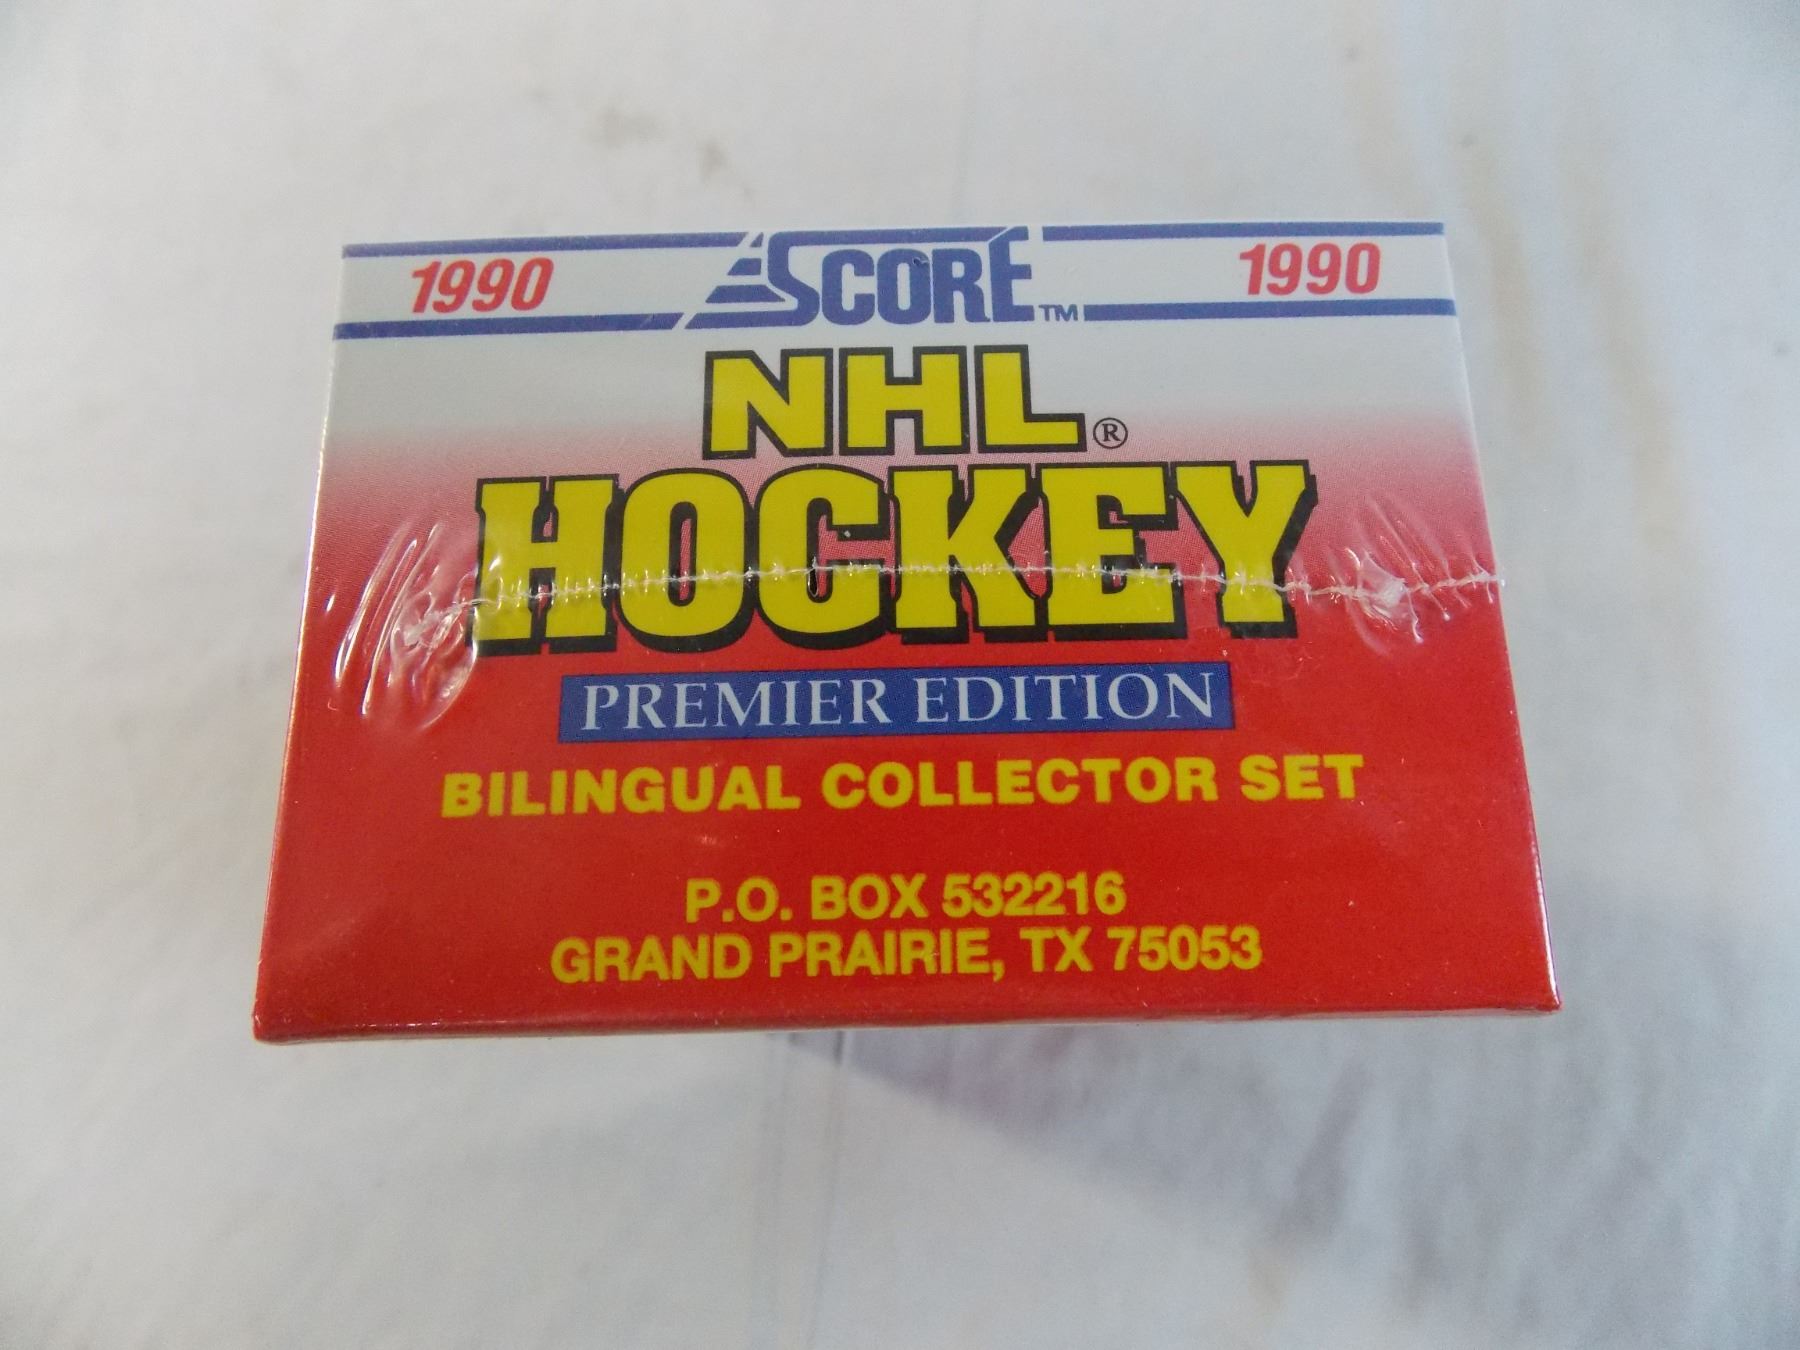 1990 SCORE™ 1990
NHL®
HOCKEY
PREMIER EDITION
BILINGUAL COLLECTOR SET
P.O. BOX 532216
GRAND PRAIRIE, TX 75053